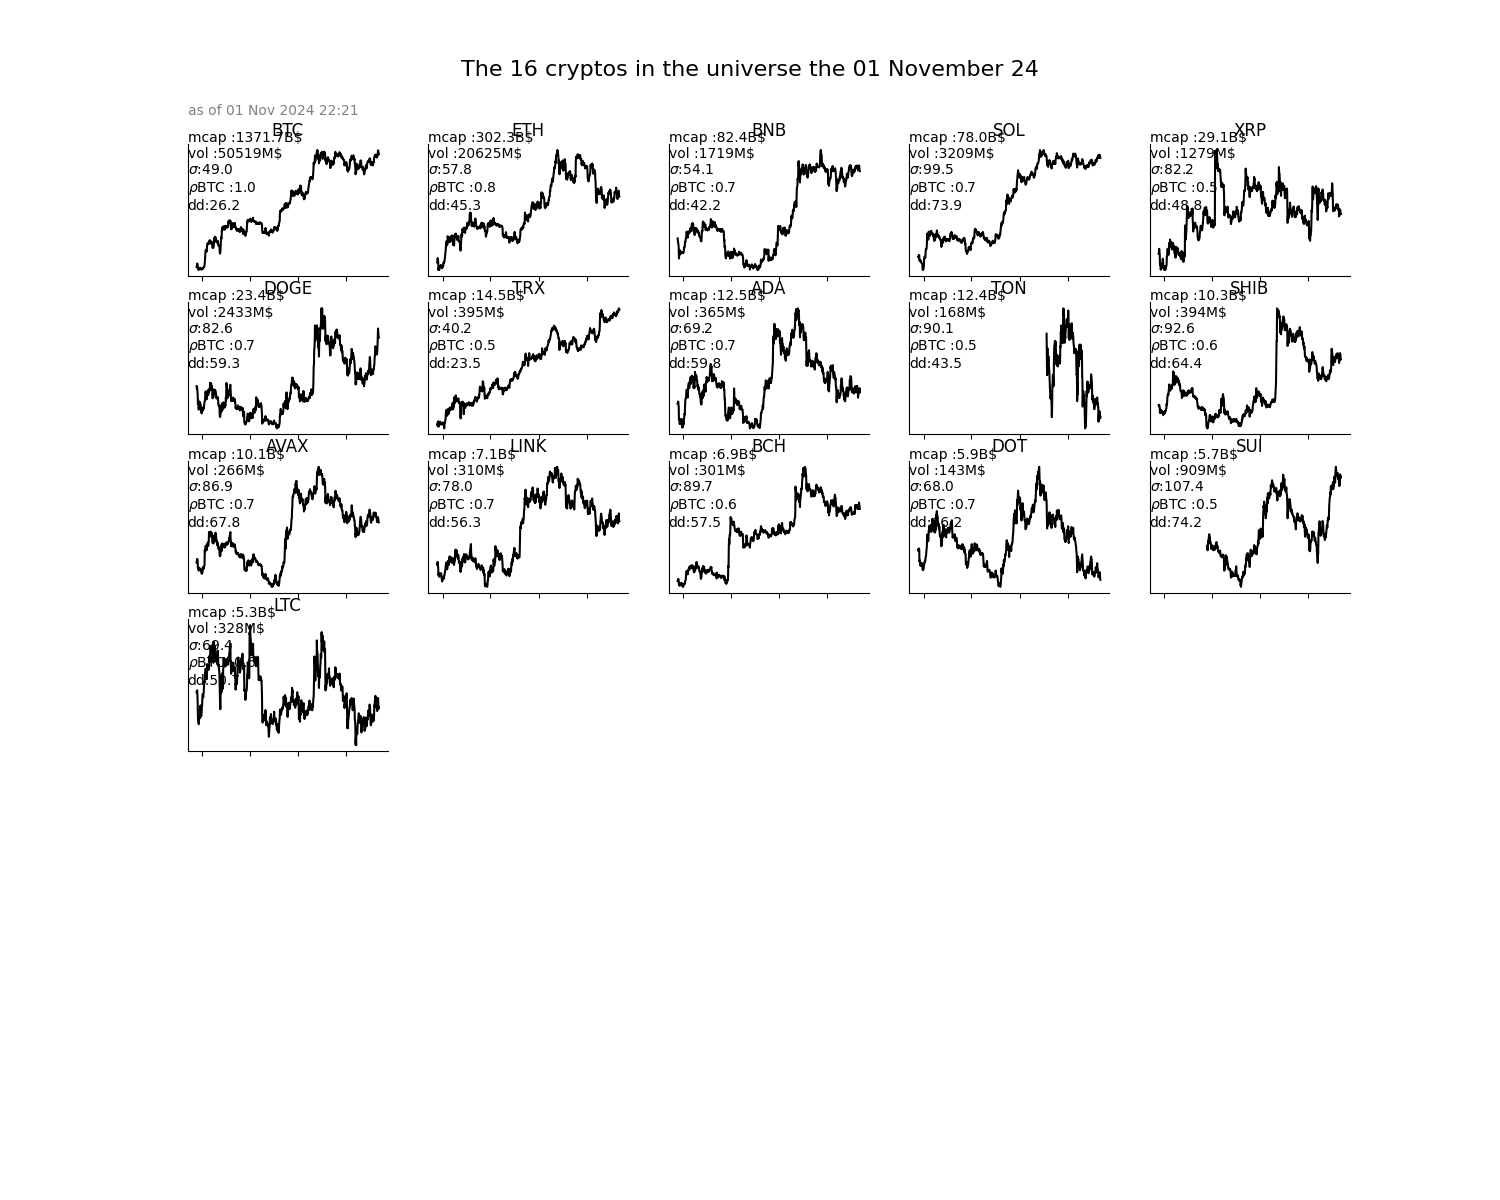 The 16 cryptos in the universe the 01 November 24
as of 01 Nov 2024 22:21
BTC
mcap :1371.7B$
vol :50519M$
σ:49.0
ρBTC :1.0
dd:26.2
ETH
mcap :302.3B$
vol :20625M$
σ:57.8
ρBTC :0.8
dd:45.3
BNB
mcap :82.4B$
vol :1719M$
σ:54.1
ρBTC :0.7
dd:42.2
SOL
mcap :78.0B$
vol :3209M$
σ:99.5
ρBTC :0.7
dd:73.9
XRP
mcap :29.1B$
vol :1279M$
σ:82.2
ρBTC :0.5
dd:48.8
DOGE
mcap :23.4B$
vol :2433M$
σ:82.6
ρBTC :0.7
dd:59.3
TRX
mcap :14.5B$
vol :395M$
σ:40.2
ρBTC :0.5
dd:23.5
ADA
mcap :12.5B$
vol :365M$
σ:69.2
ρBTC :0.7
dd:59.8
TON
mcap :12.4B$
vol :168M$
σ:90.1
ρBTC :0.5
dd:43.5
SHIB
mcap :10.3B$
vol :394M$
σ:92.6
ρBTC :0.6
dd:64.4
AVAX
mcap :10.1B$
vol :266M$
σ:86.9
ρBTC :0.7
dd:67.8
LINK
mcap :7.1B$
vol :310M$
σ:78.0
ρBTC :0.7
dd:56.3
BCH
mcap :6.9B$
vol :301M$
σ:89.7
ρBTC :0.6
dd:57.5
DOT
mcap :5.9B$
vol :143M$
σ:68.0
ρBTC :0.7
SUI
mcap :5.7B$
vol :909M$
σ:107.4
ρBTC :0.5
dd:74.2
LTC
mcap :5.3B$
vol :328M$
σ:69.4